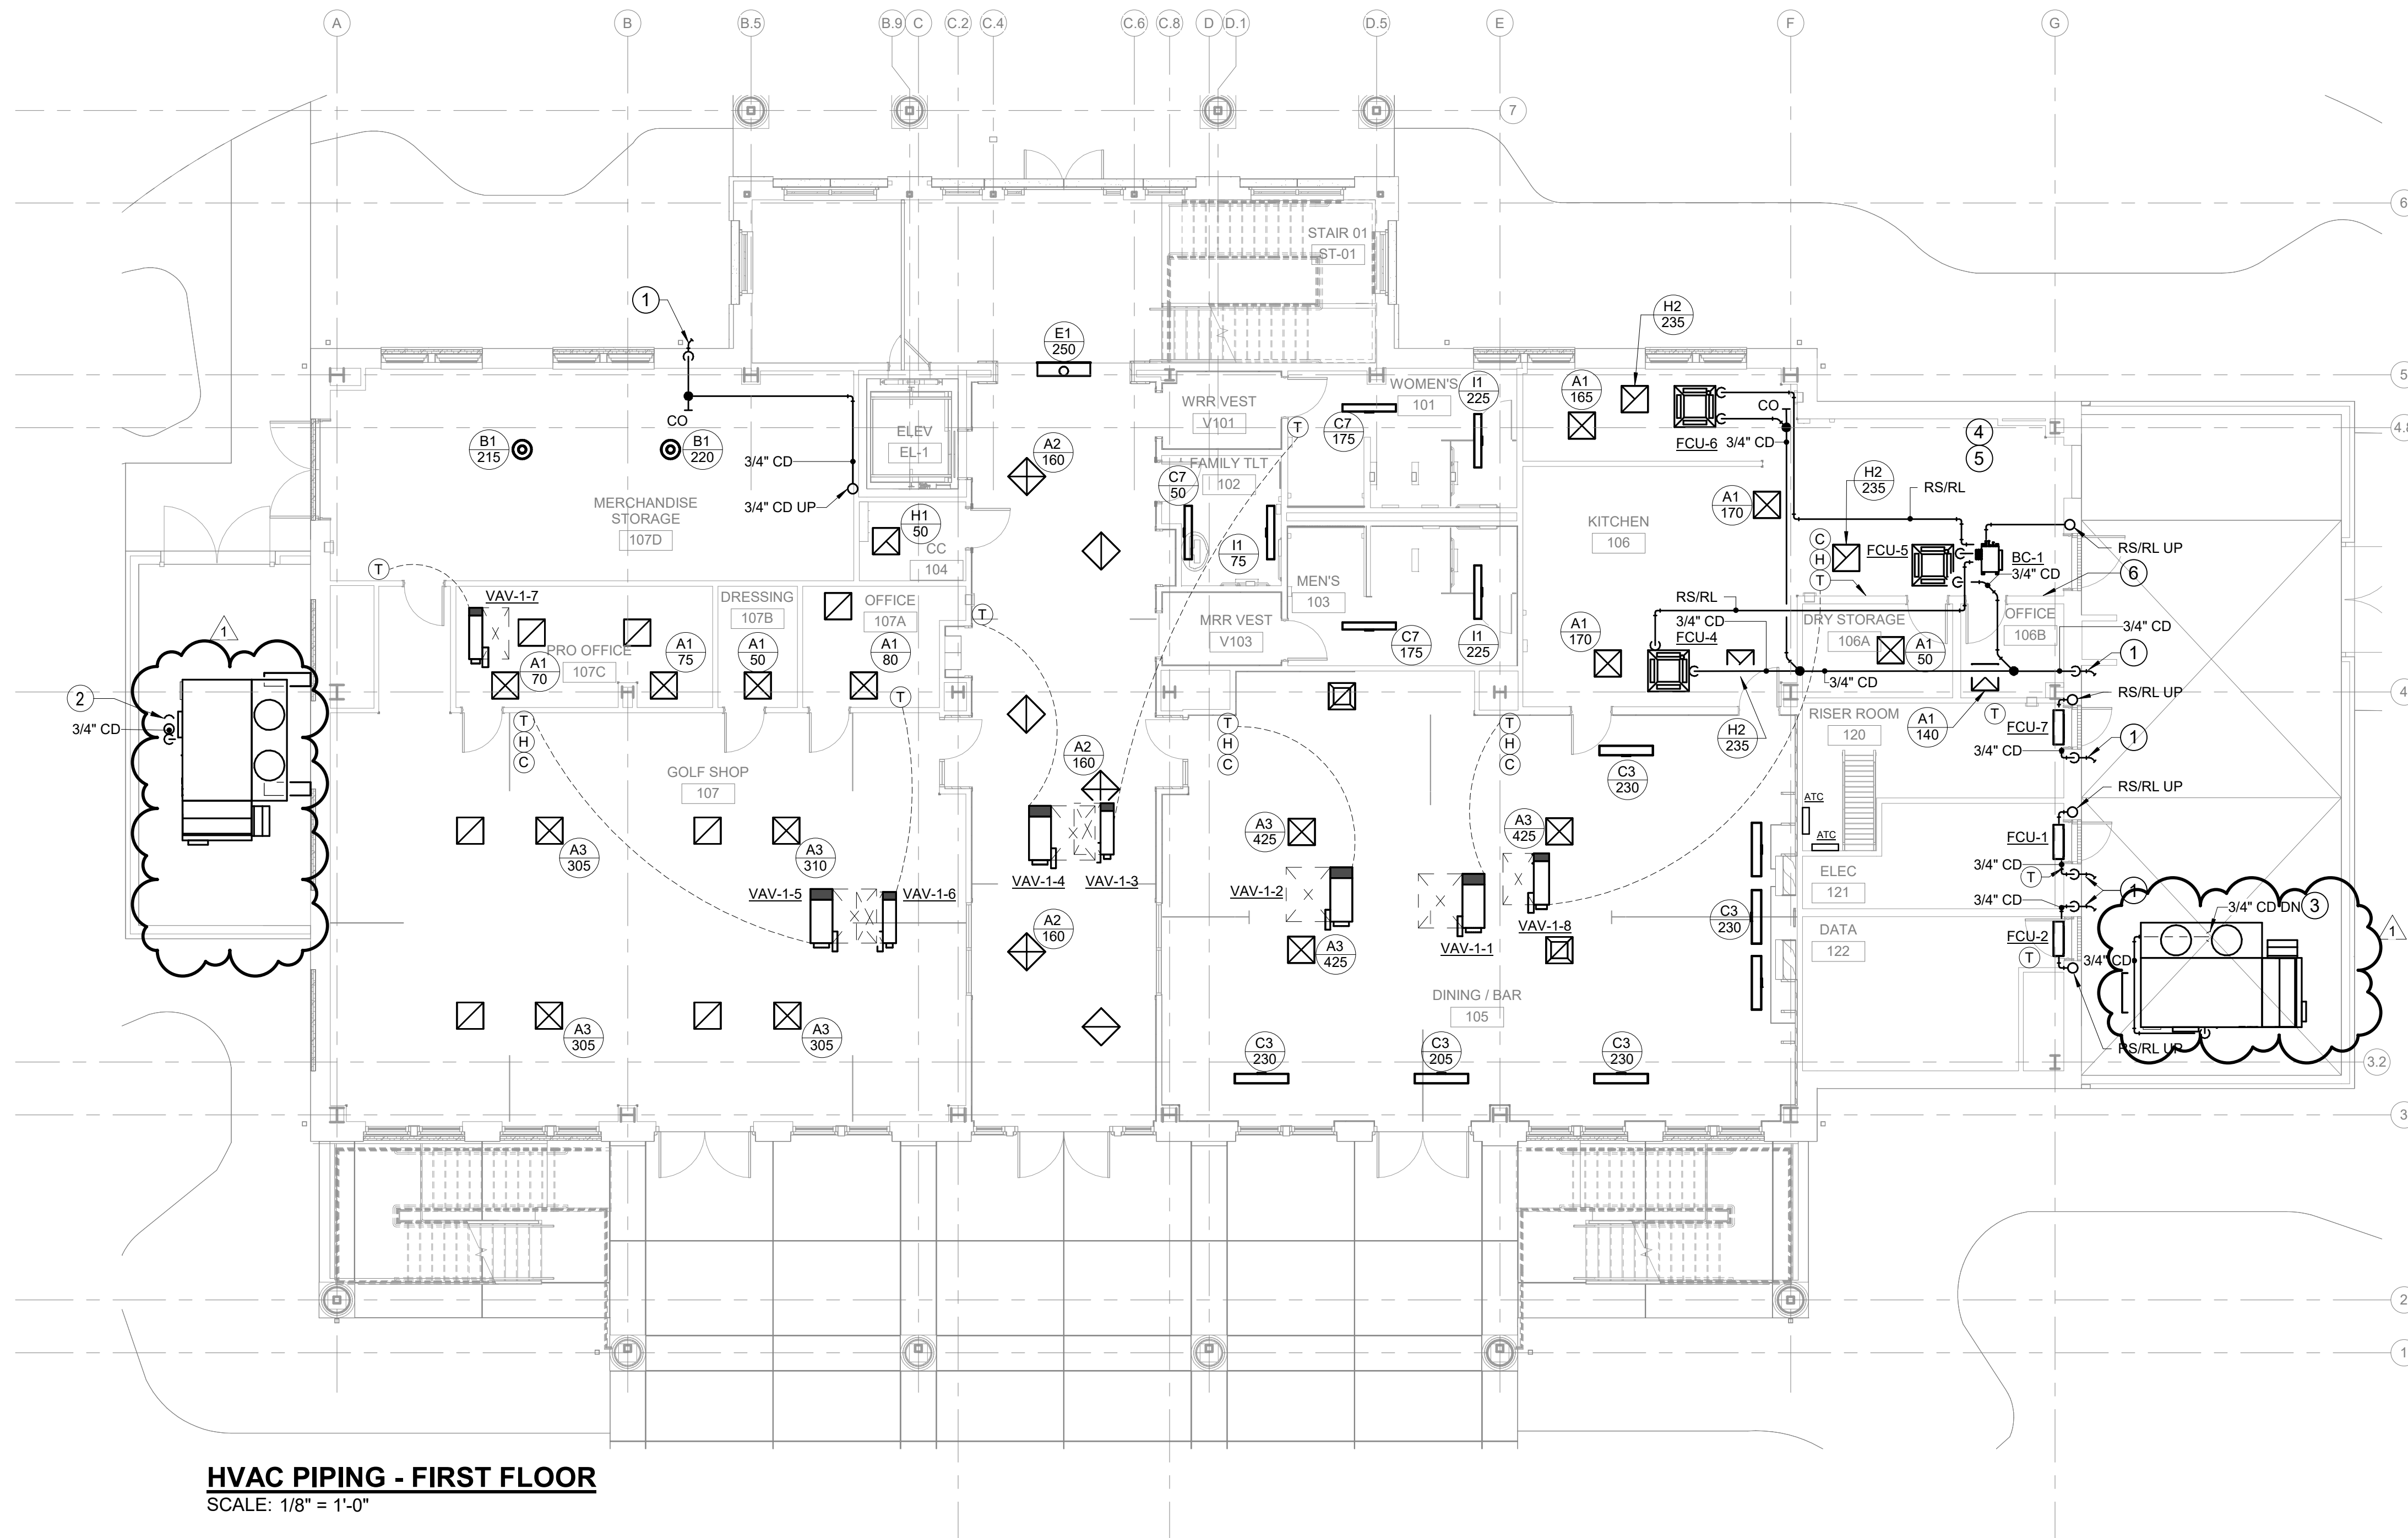 A
B
B.5
B.9
C
C.2
C.4
C.6
C.8
D
D.1
D.5
E
F
G
7
6
STAIR 01
ST-01
1
H2
235
E1
250
5
WOMEN'S
101
I1
225
A1
165
WRR VEST
V101
CO
CO
C7
175
T
FCU-6
3/4" CD
4
5
4.8
ELEV
EL-1
B1
215
B1
220
A2
160
3/4" CD
FAMILY TLT
102
C7
50
H2
235
RS/RL
MERCHANDISE
STORAGE
107D
3/4" CD UP
A1
170
KITCHEN
106
H1
50
CC
104
I1
75
C
H
T
FCU-5
BC-1
RS/RL UP
3/4" CD
6
T
MEN'S
103
VAV-1-7
DRESSING
107B
OFFICE
107A
T
RS/RL
3/4" CD
FCU-4
DRY STORAGE
106A
OFFICE
106B
3/4" CD
1
MRR VEST
V103
C7
175
I1
225
A1
170
A1
50
1
PRO OFFICE
107C
A1
70
A1
75
A1
50
A1
80
3/4" CD
RS/RL UP
4
2
3/4" CD
T
T
H
C
T
H
C
T
H
C
H2
235
RISER ROOM
120
A1
140
T
FCU-7
3/4" CD
1
GOLF SHOP
107
A2
160
C3
230
RS/RL UP
ATC
ATC
A3
305
A3
310
A3
425
A3
425
FCU-1
3/4" CD
T
VAV-1-4
VAV-1-3
VAV-1-5
VAV-1-6
VAV-1-2
ELEC
121
3/4" CD
1
3/4" CD DN
3
A2
160
C3
230
VAV-1-8
VAV-1-1
A3
425
DATA
122
FCU-2
T
3/4" CD
1
DINING / BAR
105
A3
305
A3
305
C3
230
C3
205
C3
230
RS/RL UP
3.2
3
2
1
HVAC PIPING - FIRST FLOOR
SCALE: 1/8" = 1'-0"